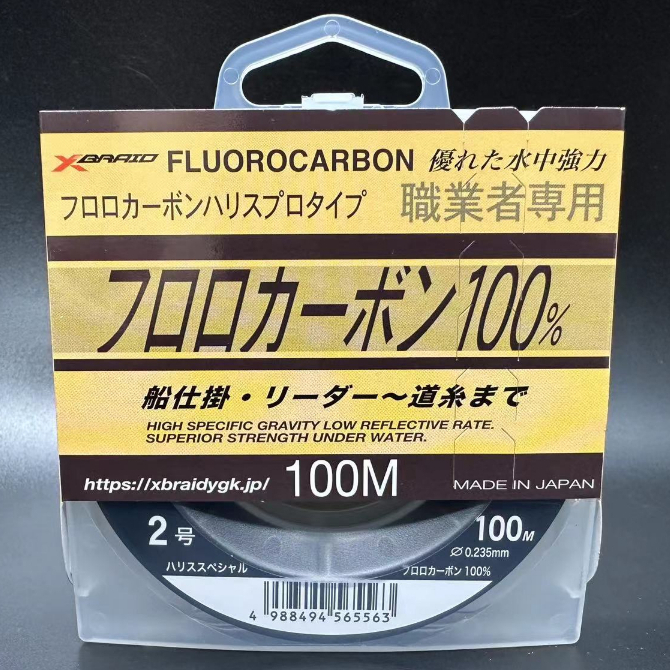 XBRAID FLUOROCARBON 優れた水中強力
フロロカーボンハリスプロタイプ 職業者専用
フロロカーボン100%
船仕掛・リーダー〜道糸まで
HIGH SPECIFIC GRAVITY LOW REFLECTIVE RATE.
SUPERIOR STRENGTH UNDER WATER.
https://xbraidygk.jp/ 100M MADE IN JAPAN
2号 100M
⌀0.235mm
ハリススペシャル フロロカーボン100%
4 988494 565563